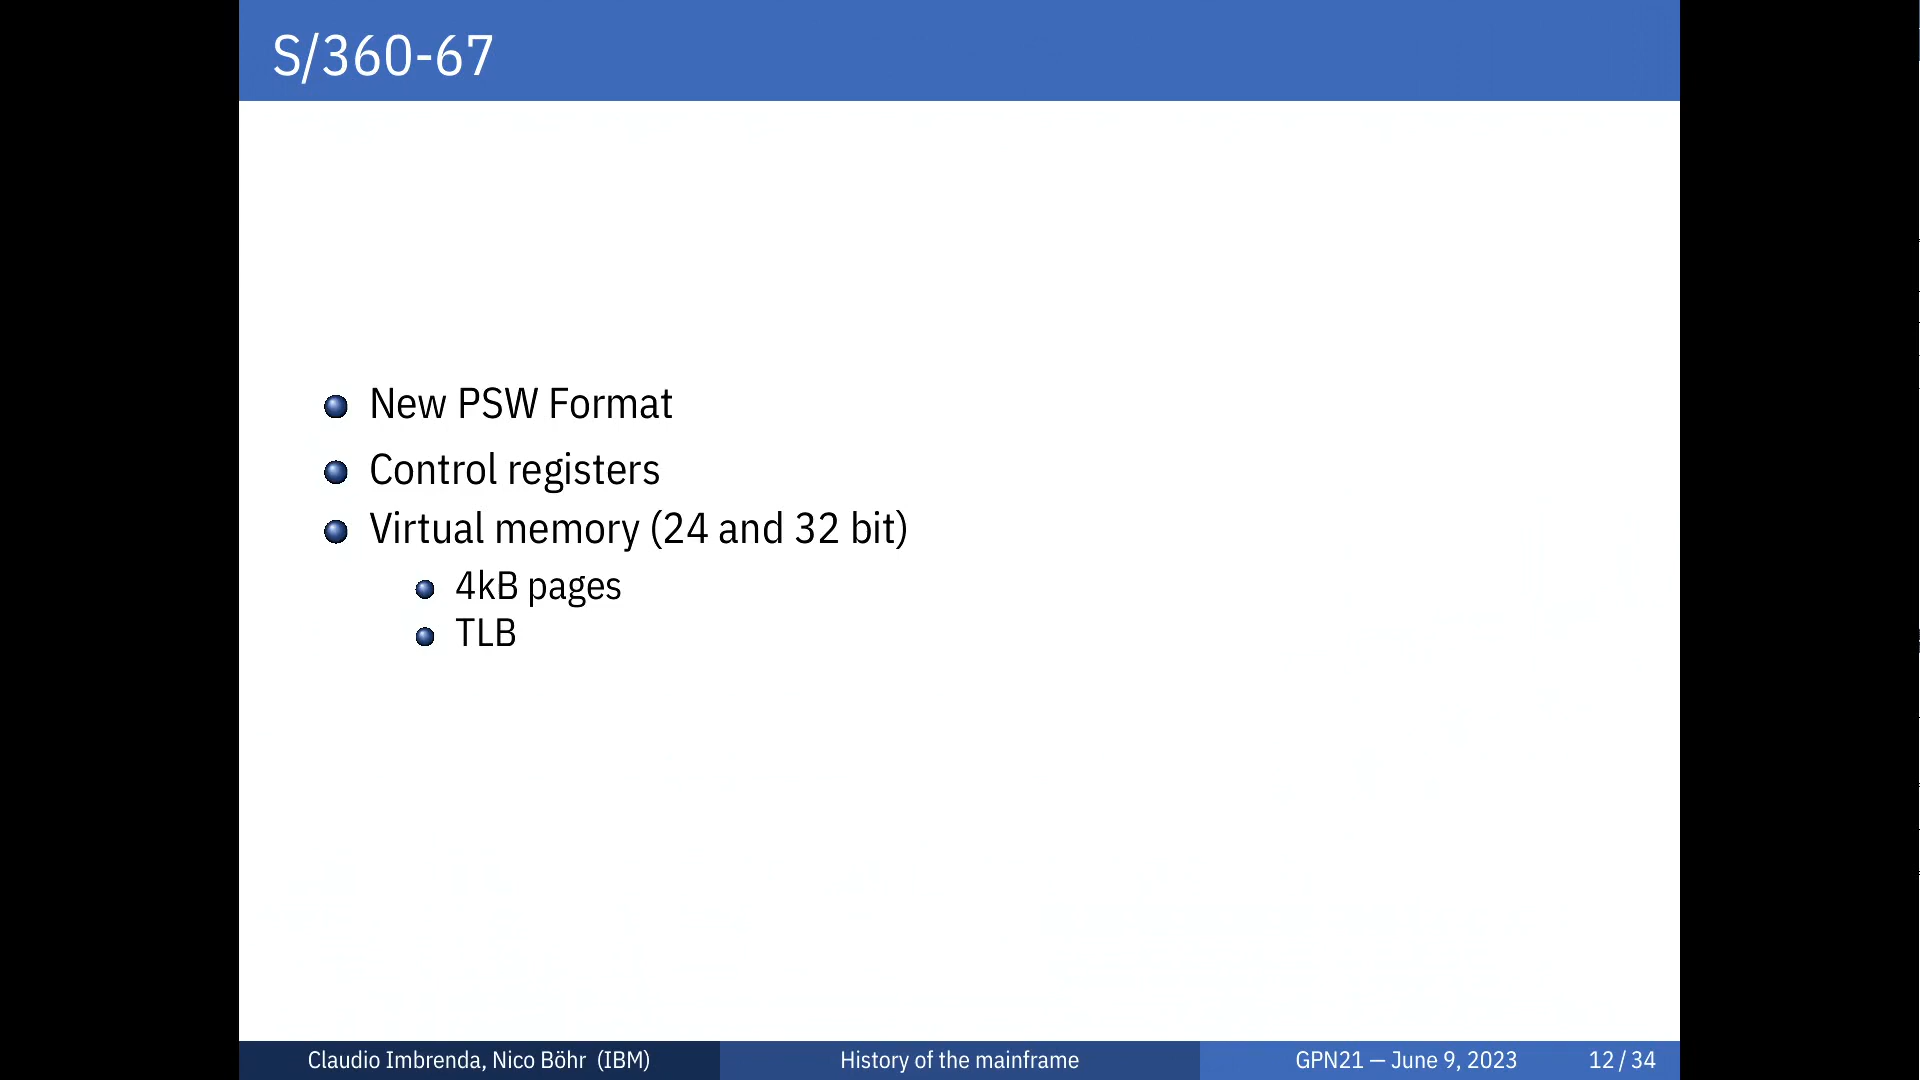 S/360-67
New PSW Format
Control registers
Virtual memory (24 and 32 bit)
4kB pages
TLB
Claudio Imbrenda, Nico Böhr (IBM) History of the mainframe GPN21 — June 9, 2023 12 / 34